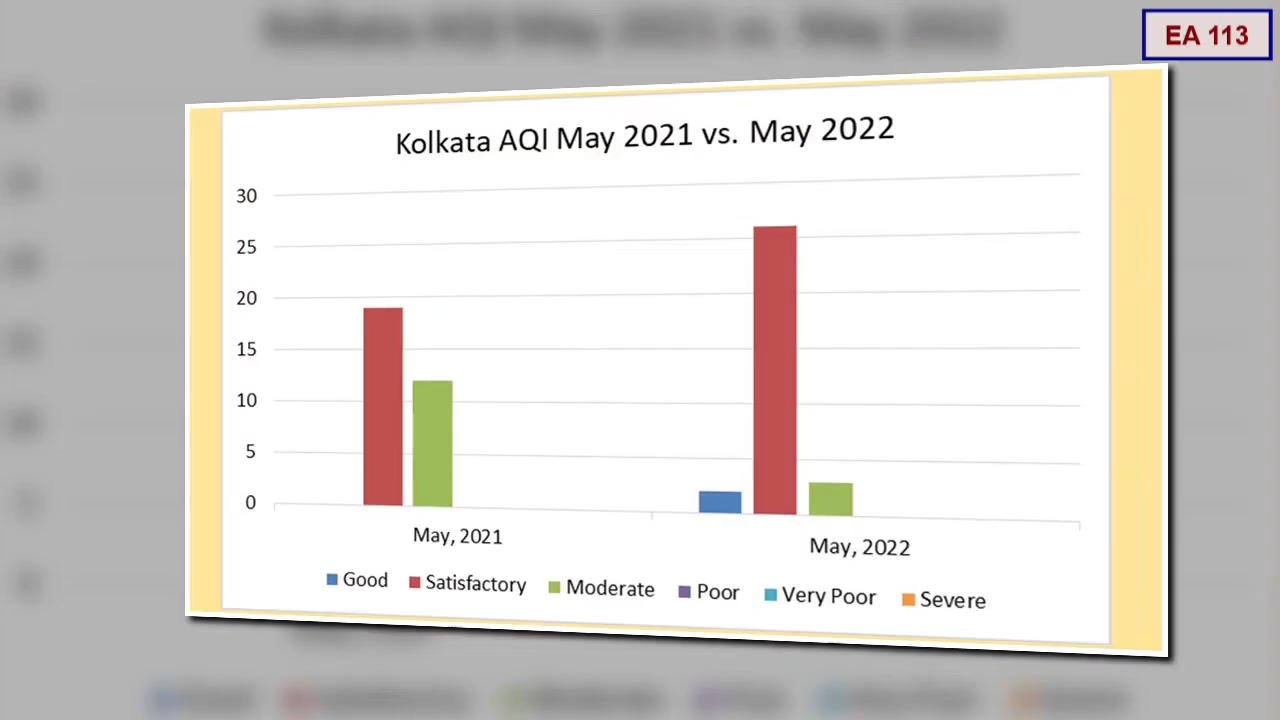 EA 113
Kolkata AQI May 2021 vs. May 2022
30
25
20
15
10
5
0
May, 2021
May, 2022
Good Satisfactory Moderate Poor Very Poor Severe